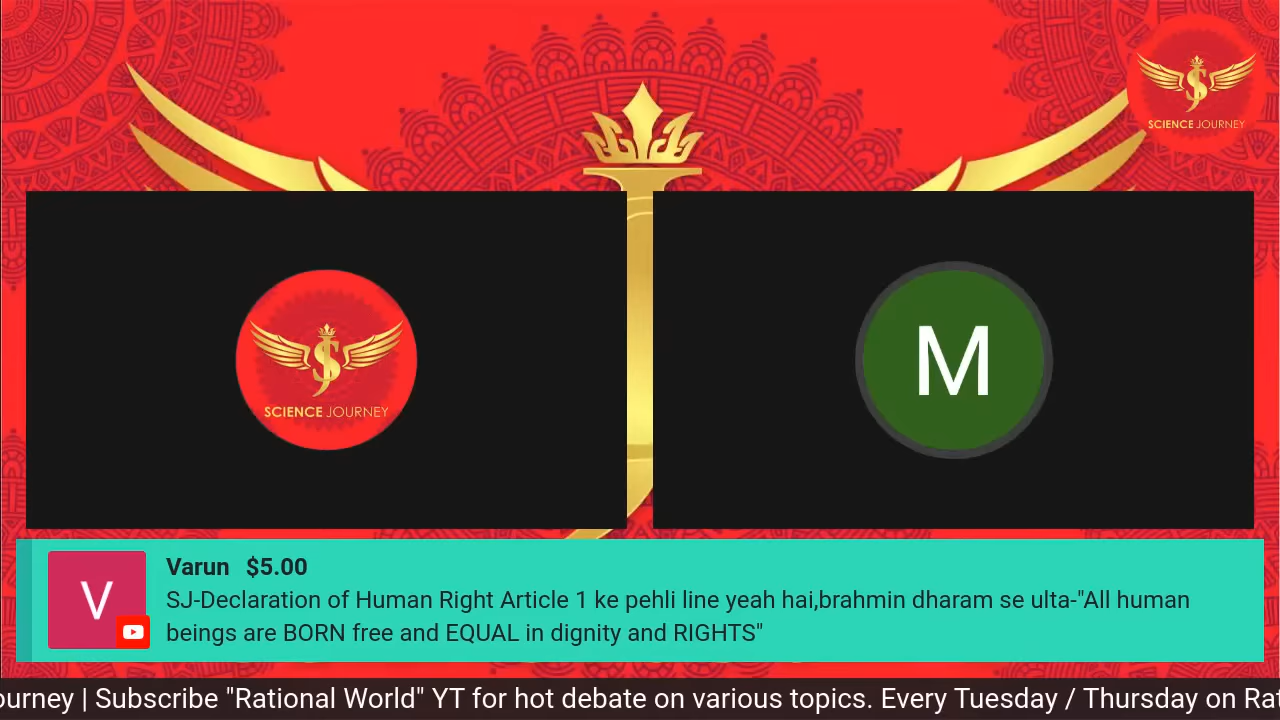 SCIENCE JOURNEY
SCIENCE JOURNEY
M
V
Varun $5.00
SJ-Declaration of Human Right Article 1 ke pehli line yeah hai,brahmin dharam se ulta-"All human
beings are BORN free and EQUAL in dignity and RIGHTS"
ourney | Subscribe "Rational World" YT for hot debate on various topics. Every Tuesday / Thursday on Rat